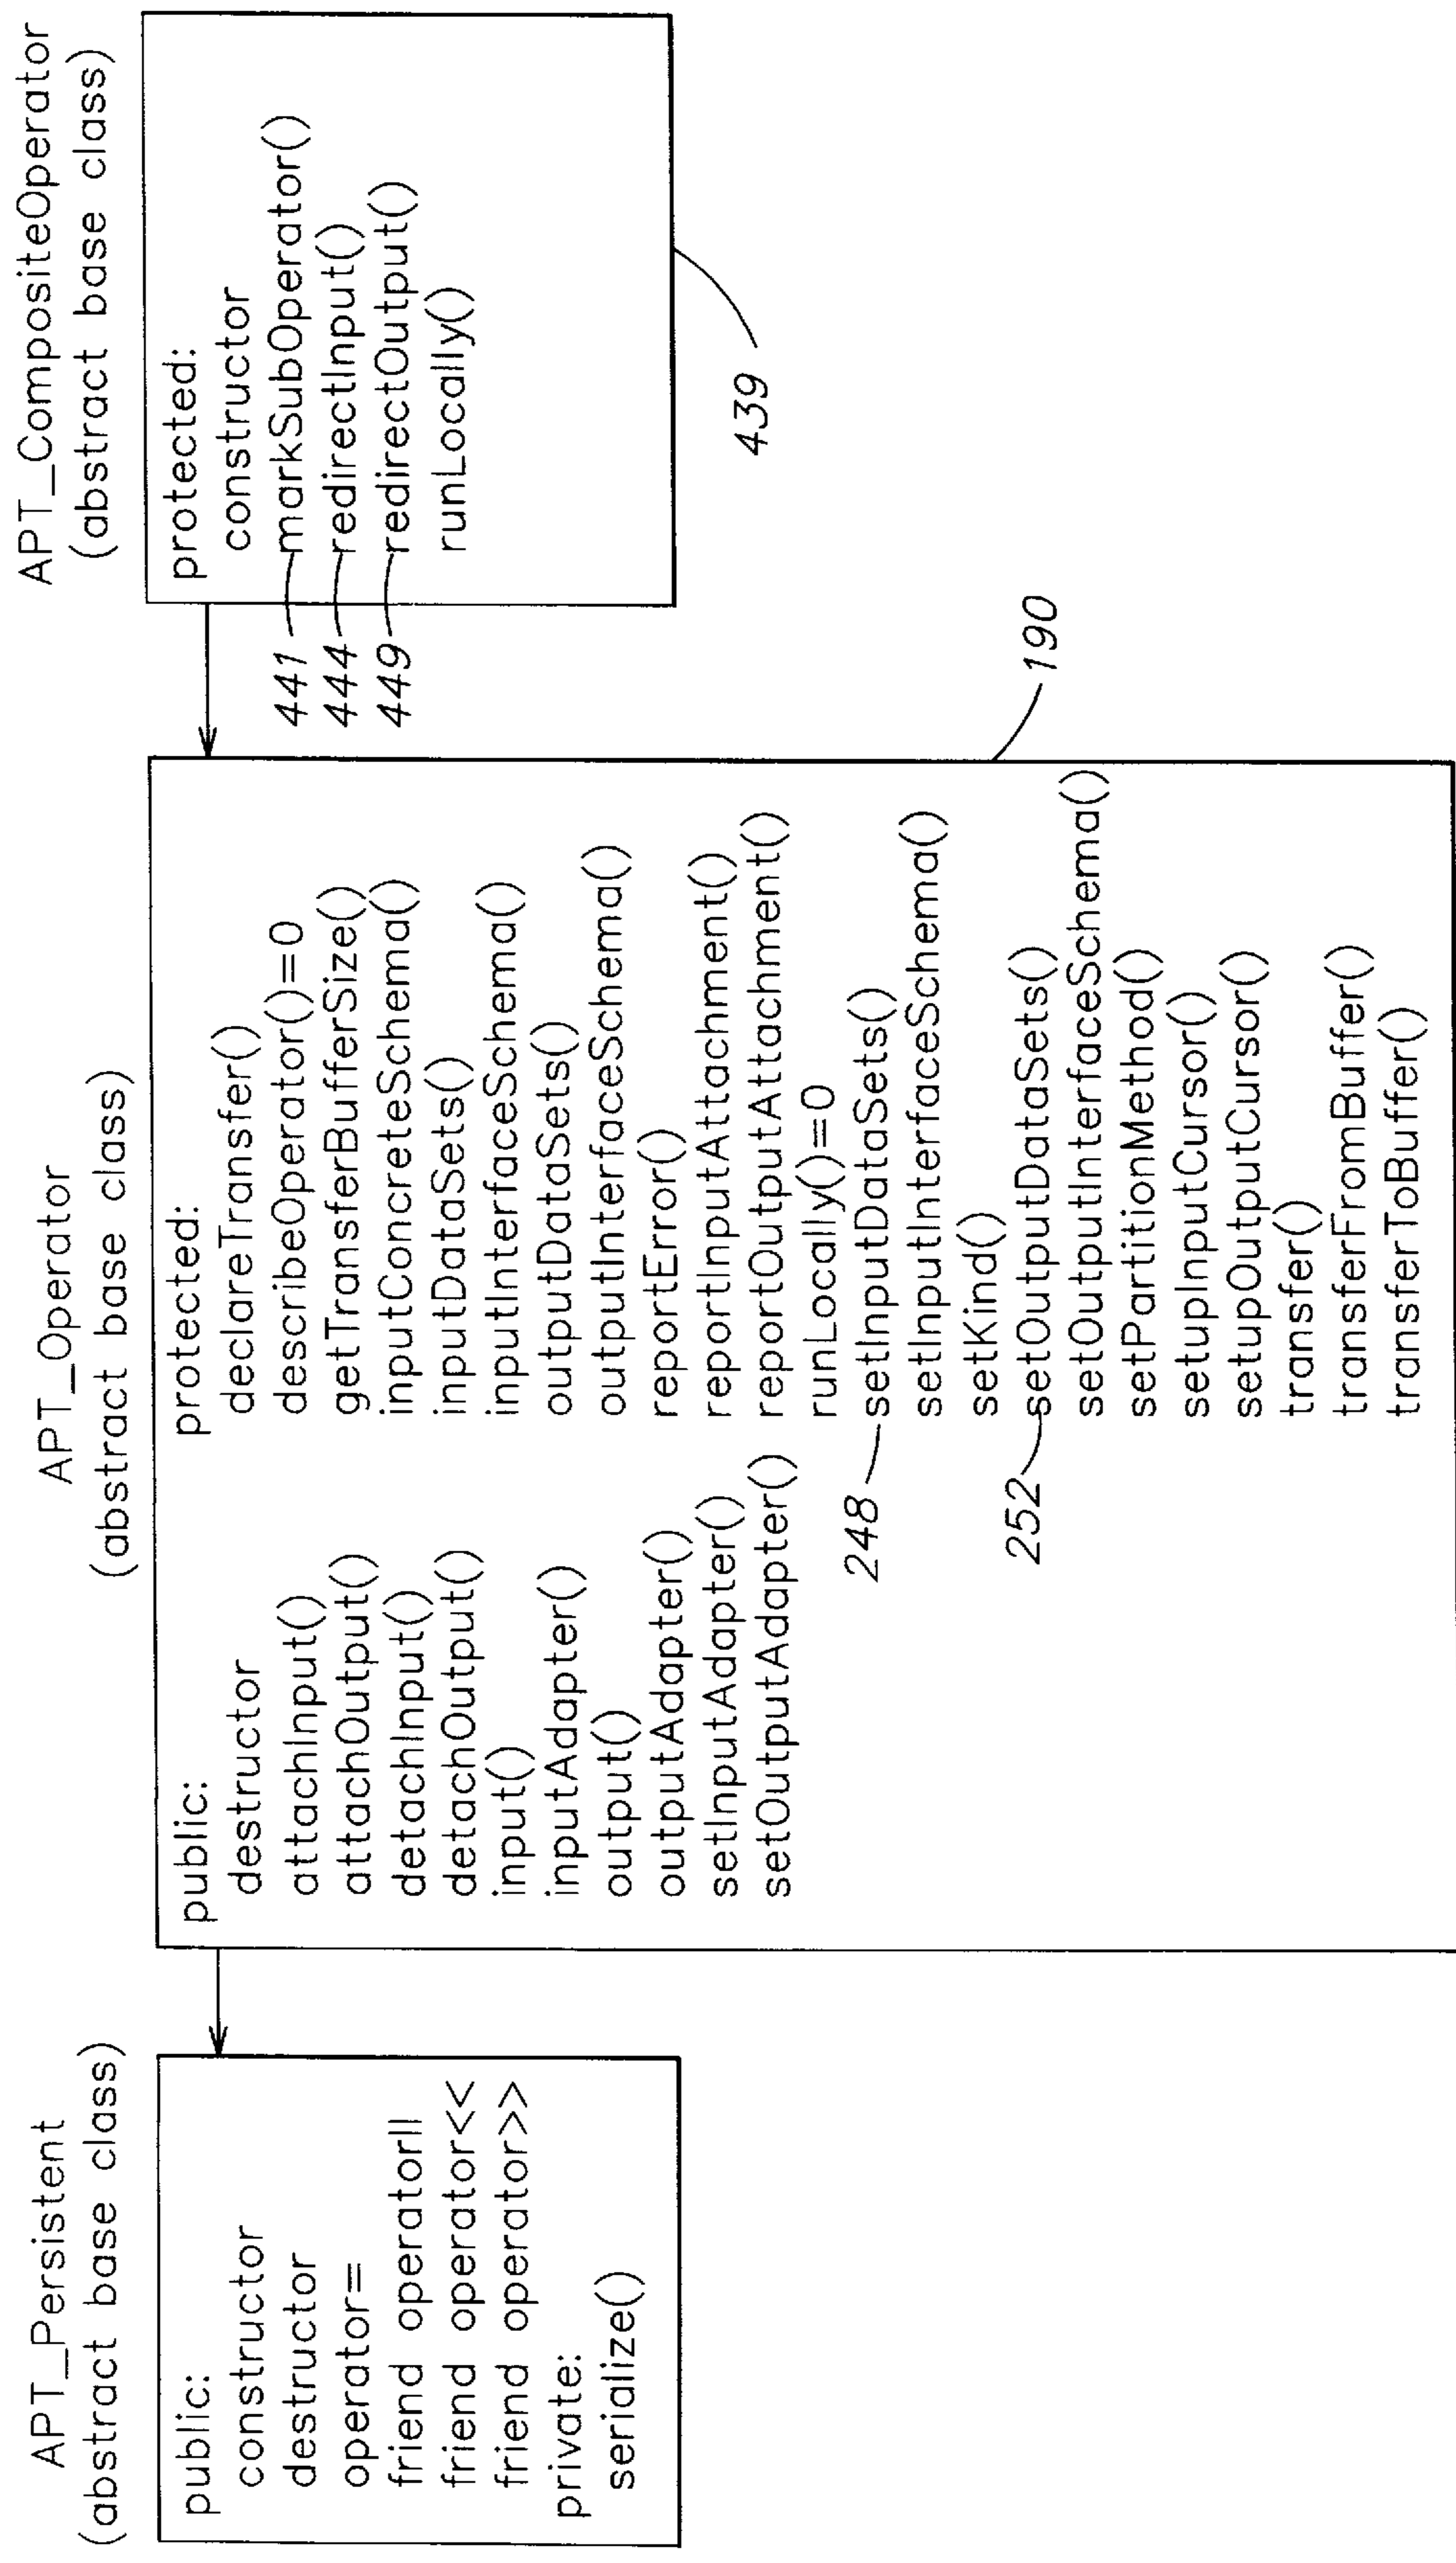 APT_Persistent
(abstract base class)
public:
constructor
destructor
operator=
friend operator||
friend operator<<
friend operator>>
private:
serialize()
APT_Operator
(abstract base class)
public:
destructor
attachInput()
attachOutput()
detachInput()
detachOutput()
input()
inputAdapter()
output()
outputAdapter()
setInputAdapter()
setOutputAdapter()
protected:
declareTransfer()
describeOperator()=0
getTransferBufferSize()
inputConcreteSchema()
inputDataSets()
inputInterfaceSchema()
outputDataSets()
outputInterfaceSchema()
reportError()
reportInputAttachment()
reportOutputAttachment()
runLocally()=0
248 setInputDataSets()
setInputInterfaceSchema()
setKind()
252 setOutputDataSets()
setOutputInterfaceSchema()
setPartitionMethod()
setupInputCursor()
setupOutputCursor()
transfer()
transferFromBuffer()
transferToBuffer()
190
APT_CompositeOperator
(abstract base class)
protected:
constructor
441 markSubOperator()
444 redirectInput()
449 redirectOutput()
runLocally()
439